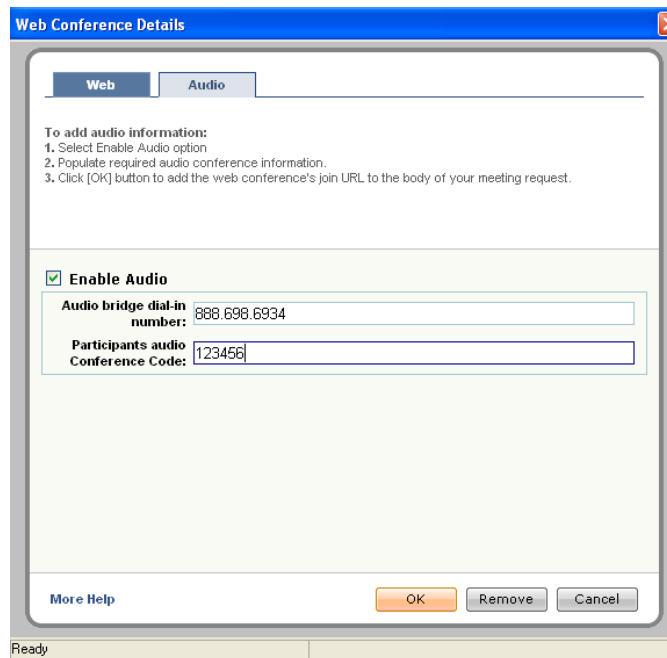 Web Conference Details
Web Audio
To add audio information:
1. Select Enable Audio option
2. Populate required audio conference information.
3. Click [OK] button to add the web conference's join URL to the body of your meeting request.
Enable Audio
Audio bridge dial-in
number: 888.698.6934
Participants audio
Conference Code: 123456
More Help OK Remove Cancel
Ready